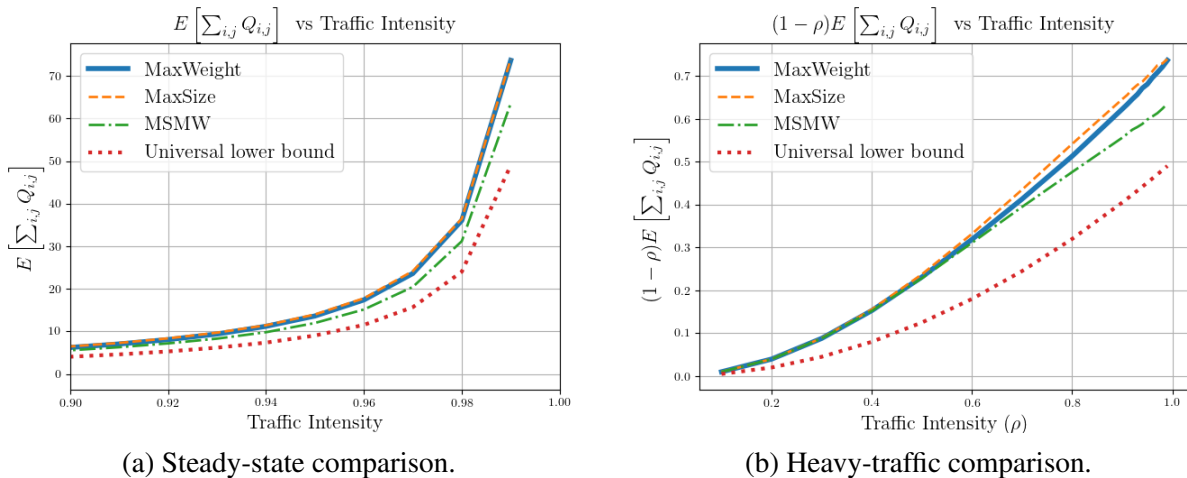 E [∑_{i,j} Q_{i,j}] vs Traffic Intensity
E [∑_{i,j} Q_{i,j}]
70
60
50
40
30
20
10
0
MaxWeight
MaxSize
MSMW
Universal lower bound
0.90 0.92 0.94 0.96 0.98 1.00
Traffic Intensity
(a) Steady-state comparison.
(1 − ρ)E [∑_{i,j} Q_{i,j}] vs Traffic Intensity
(1 − ρ)E [∑_{i,j} Q_{i,j}]
0.7
0.6
0.5
0.4
0.3
0.2
0.1
0.0
MaxWeight
MaxSize
MSMW
Universal lower bound
0.2 0.4 0.6 0.8 1.0
Traffic Intensity (ρ)
(b) Heavy-traffic comparison.